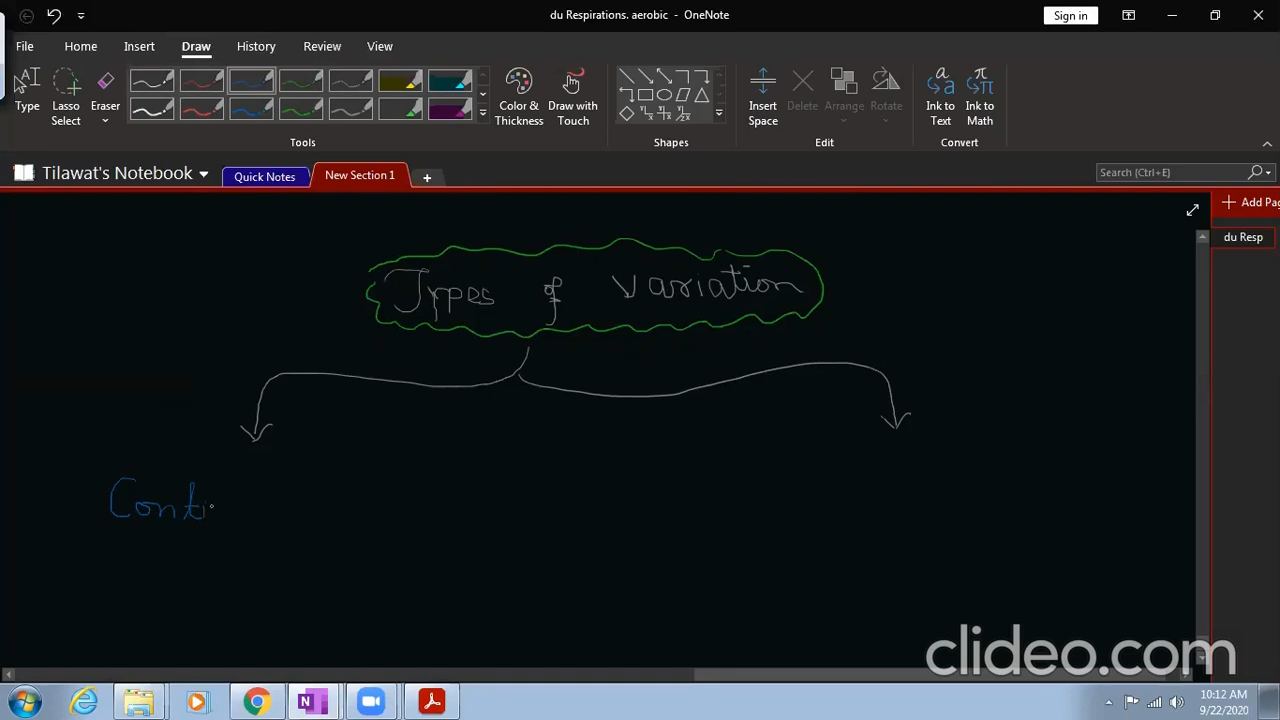 du Respirations. aerobic - OneNote
Sign in
File Home Insert Draw History Review View
Type Lasso Select Eraser Color & Thickness Draw with Touch Insert Space Delete Arrange Rotate Ink to Text Ink to Math
Tools Shapes Edit Convert
Tilawat's Notebook Quick Notes New Section 1 + Search (Ctrl+E)
+ Add Pag
du Resp
Types of Variation
Conti
clideo.com
10:12 AM
9/22/2020